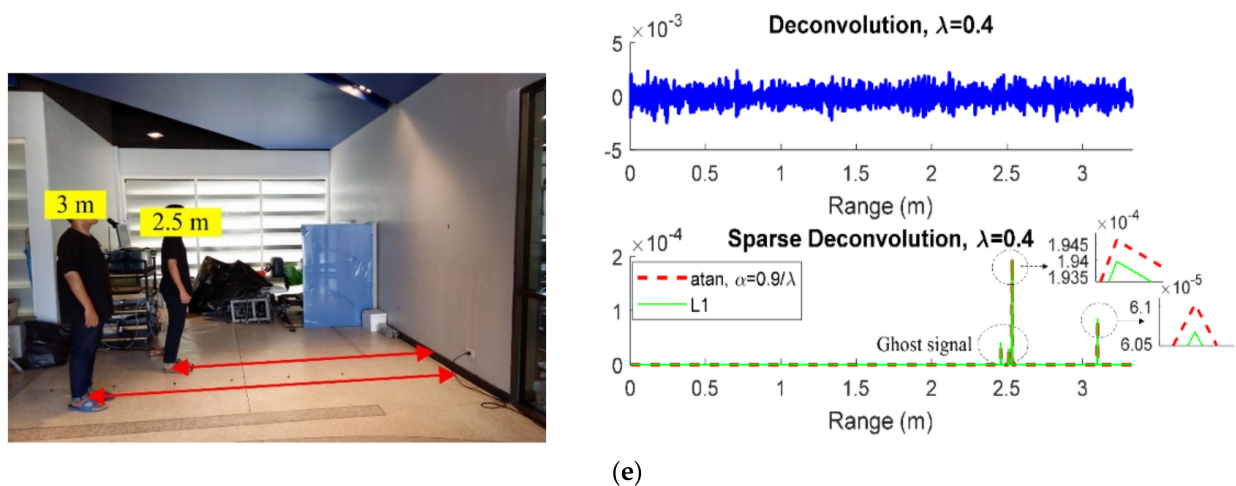 3 m
2.5 m
Deconvolution, λ=0.4
×10⁻³
5
0
-5
0 0.5 1 1.5 2 2.5 3
Range (m)
Sparse Deconvolution, λ=0.4
×10⁻⁴
2
1
0
atan, α=0.9/λ
L1
Ghost signal
0 0.5 1 1.5 2 2.5 3
Range (m)
×10⁻⁴
1.945
1.94
1.935
×10⁻⁵
6.1
6.05
(e)